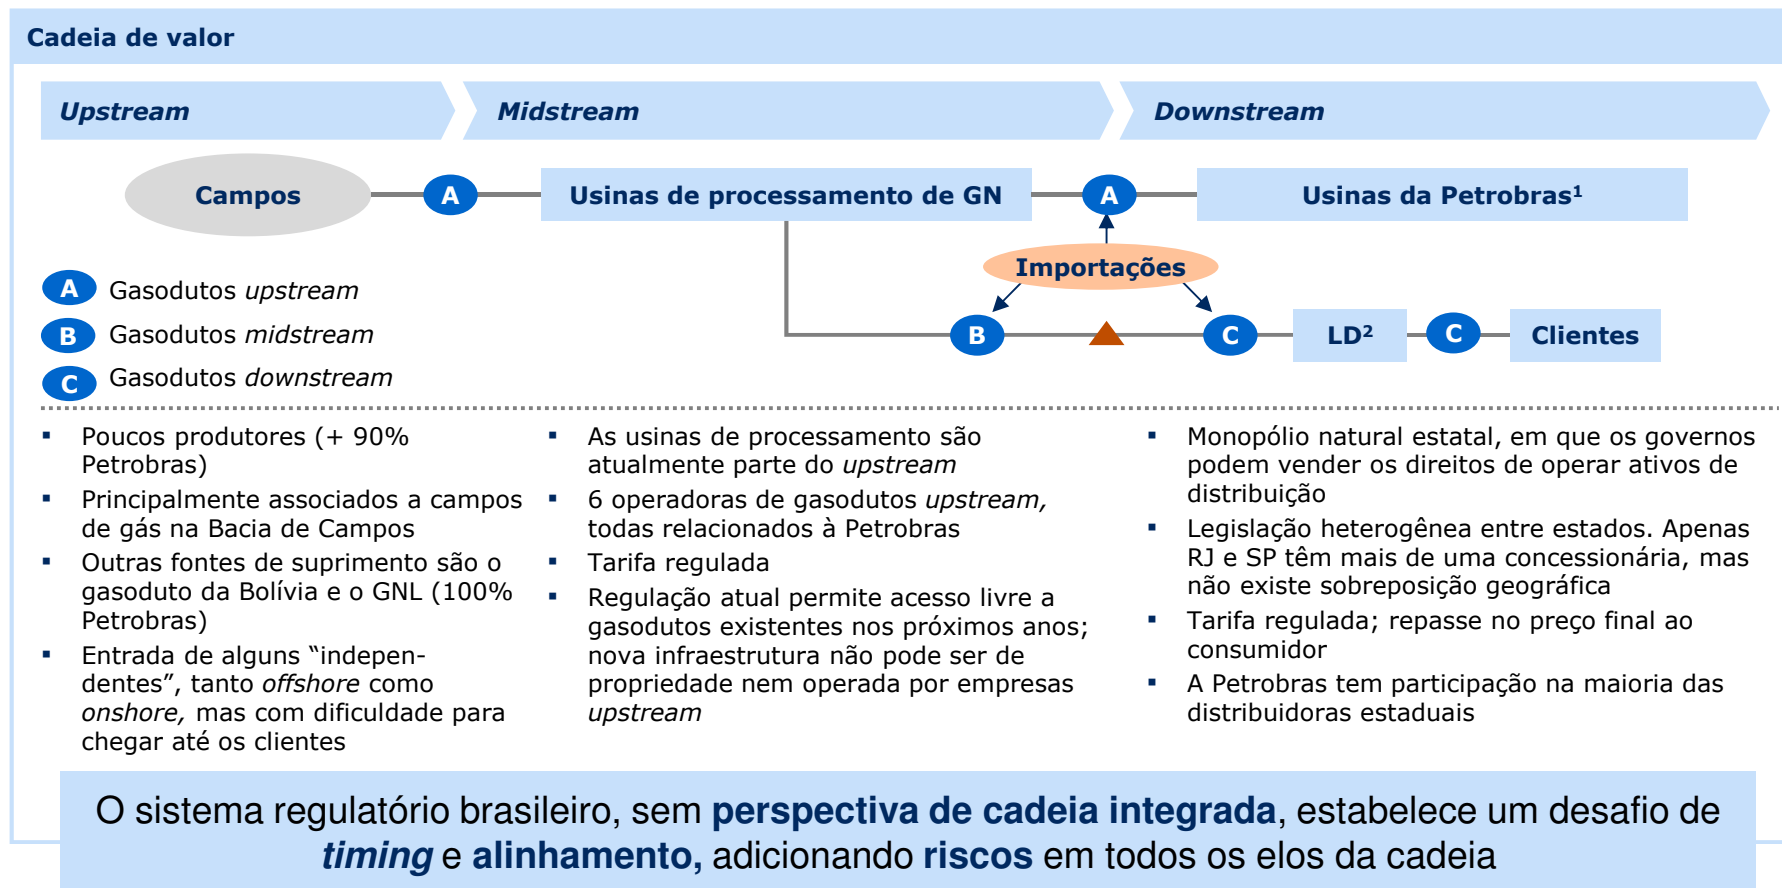 Cadeia de valor
Upstream
Midstream
Downstream
Campos
A
Usinas de processamento de GN
A
Usinas da Petrobras¹
Importações
A Gasodutos upstream
B Gasodutos midstream
C Gasodutos downstream
B
C
LD²
C
Clientes
▪ Poucos produtores (+ 90%
Petrobras)
▪ Principalmente associados a campos
de gás na Bacia de Campos
▪ Outras fontes de suprimento são o
gasoduto da Bolívia e o GNL (100%
Petrobras)
▪ Entrada de alguns “indepen-
dentes”, tanto offshore como
onshore, mas com dificuldade para
chegar até os clientes
▪ As usinas de processamento são
atualmente parte do upstream
▪ 6 operadoras de gasodutos upstream,
todas relacionados à Petrobras
▪ Tarifa regulada
▪ Regulação atual permite acesso livre a
gasodutos existentes nos próximos anos;
nova infraestrutura não pode ser de
propriedade nem operada por empresas
upstream
▪ Monopólio natural estatal, em que os governos
podem vender os direitos de operar ativos de
distribuição
▪ Legislação heterogênea entre estados. Apenas
RJ e SP têm mais de uma concessionária, mas
não existe sobreposição geográfica
▪ Tarifa regulada; repasse no preço final ao
consumidor
▪ A Petrobras tem participação na maioria das
distribuidoras estaduais
O sistema regulatório brasileiro, sem perspectiva de cadeia integrada, estabelece um desafio de
timing e alinhamento, adicionando riscos em todos os elos da cadeia